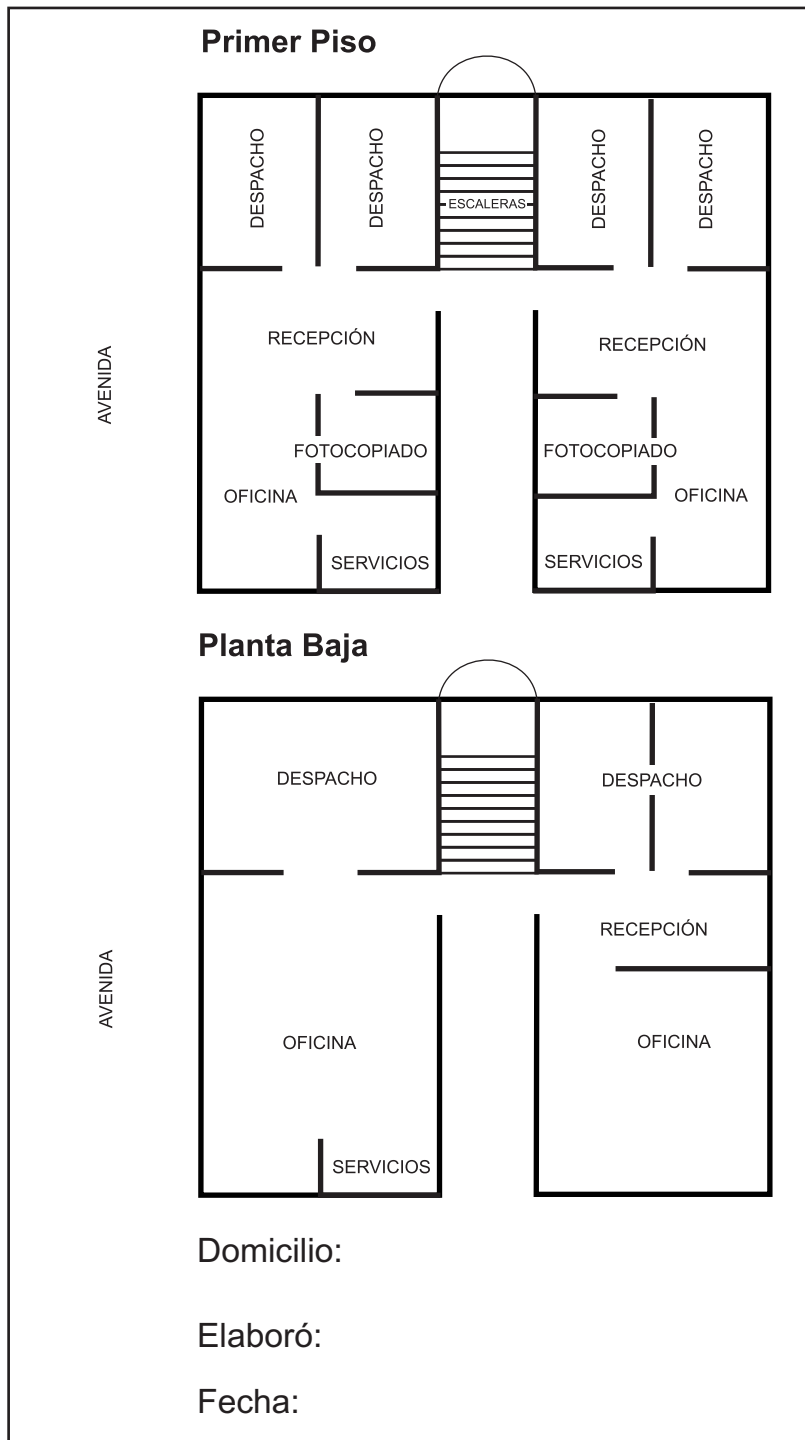 Primer Piso
DESPACHO
DESPACHO
ESCALERAS
DESPACHO
DESPACHO
AVENIDA
RECEPCIÓN
RECEPCIÓN
FOTOCOPIADO
FOTOCOPIADO
OFICINA
OFICINA
SERVICIOS
SERVICIOS
Planta Baja
DESPACHO
DESPACHO
RECEPCIÓN
AVENIDA
OFICINA
OFICINA
SERVICIOS
Domicilio:
Elaboró:
Fecha: